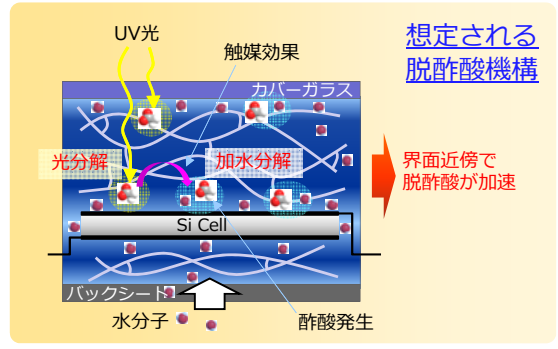 想定される
脱酢酸機構
UV光
触媒効果
カバーガラス
光分解
加水分解
界面近傍で
脱酢酸が加速
Si Cell
バックシート
水分子
酢酸発生